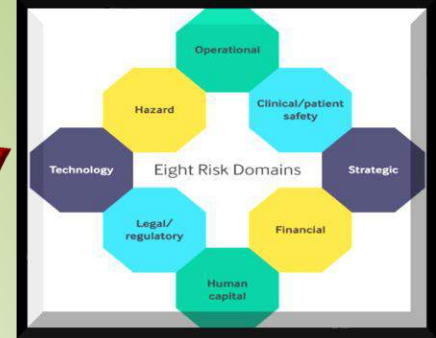 Operational
Hazard
Clinical/patient
safety
Technology
Eight Risk Domains
Strategic
Legal/
regulatory
Financial
Human
capital